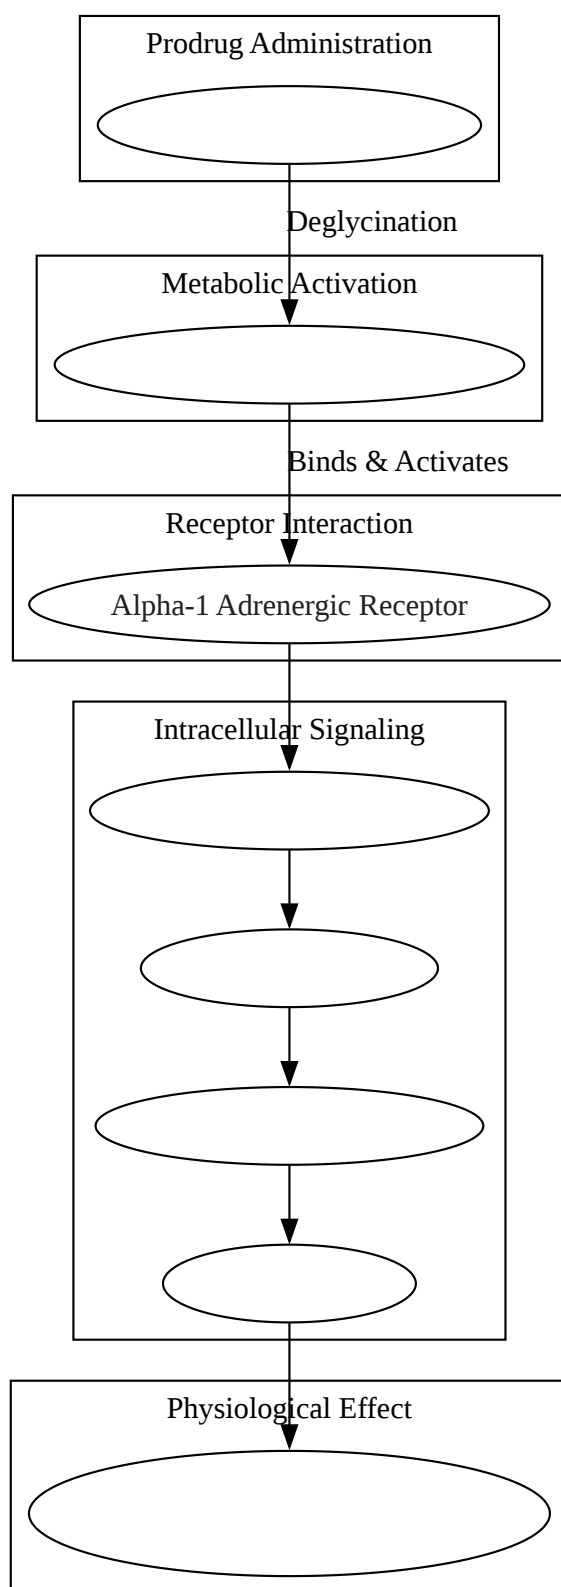 Prodrug Administration
Deglycination
Metabolic Activation
Binds & Activates
Receptor Interaction
Alpha-1 Adrenergic Receptor
Intracellular Signaling
Physiological Effect